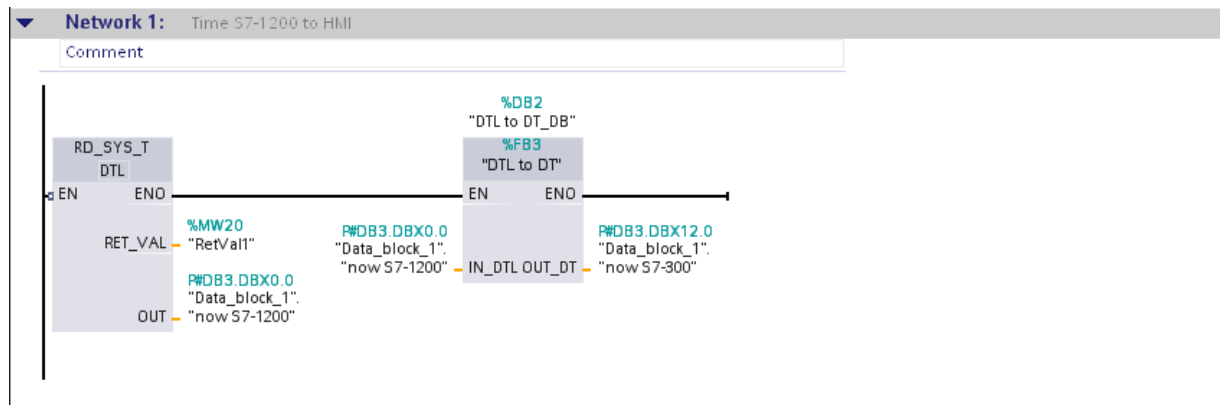 Network 1: Time S7-1200 to HMI
Comment
%DB2
"DTL to DT_DB"
RD_SYS_T
DTL
%FB3
"DTL to DT"
EN ENO
EN ENO
RET_VAL
%MW20
"RetVal1"
P#DB3.DBX0.0
"Data_block_1".
"now S7-1200"
IN_DTL OUT_DT
P#DB3.DBX12.0
"Data_block_1".
"now S7-300"
OUT
P#DB3.DBX0.0
"Data_block_1".
"now S7-1200"